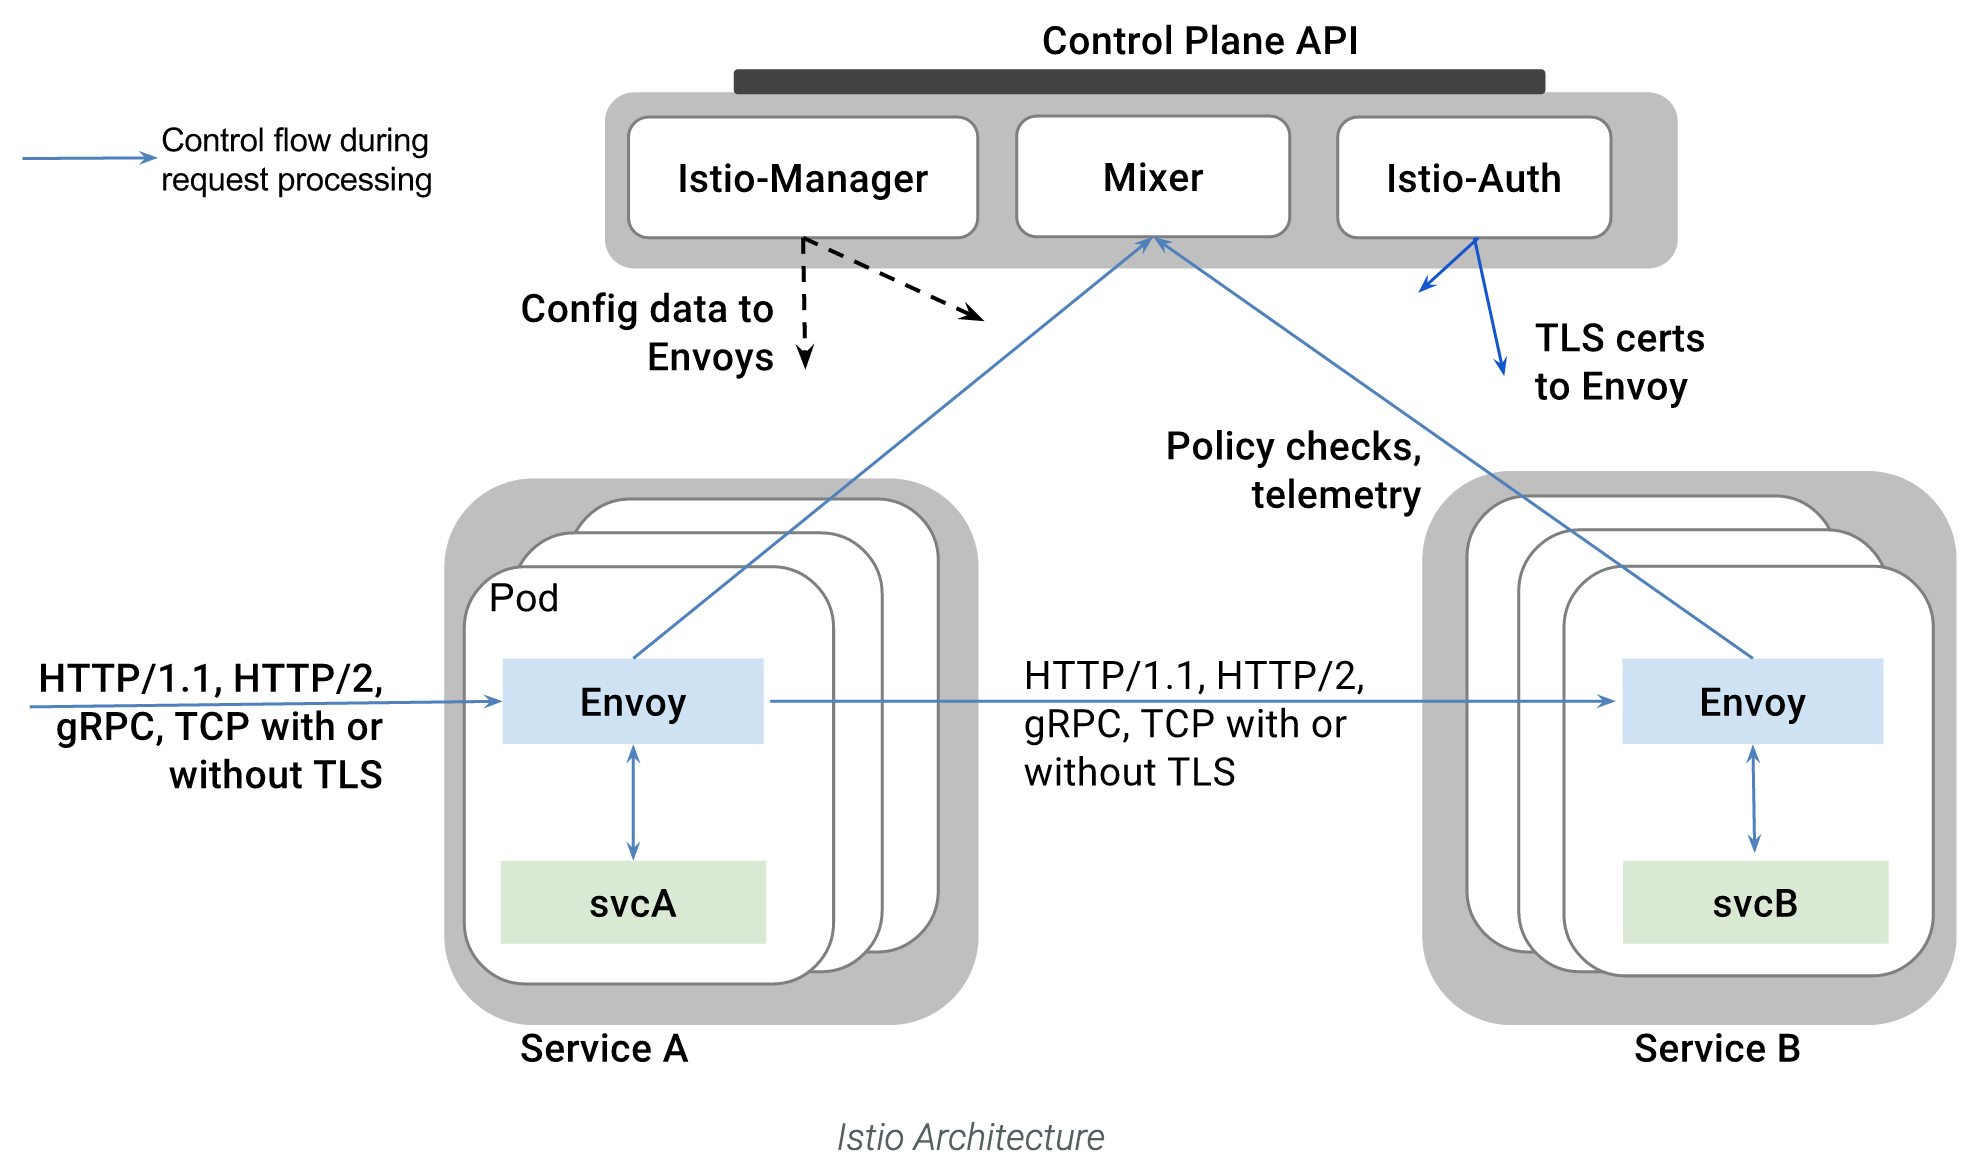 Control Plane API
Control flow during
request processing
Istio-Manager
Mixer
Istio-Auth
Config data to
Envoys
TLS certs
to Envoy
Policy checks,
telemetry
Pod
HTTP/1.1, HTTP/2,
gRPC, TCP with or
without TLS
Envoy
HTTP/1.1, HTTP/2,
gRPC, TCP with or
without TLS
Envoy
svcA
svcB
Service A
Service B
Istio Architecture